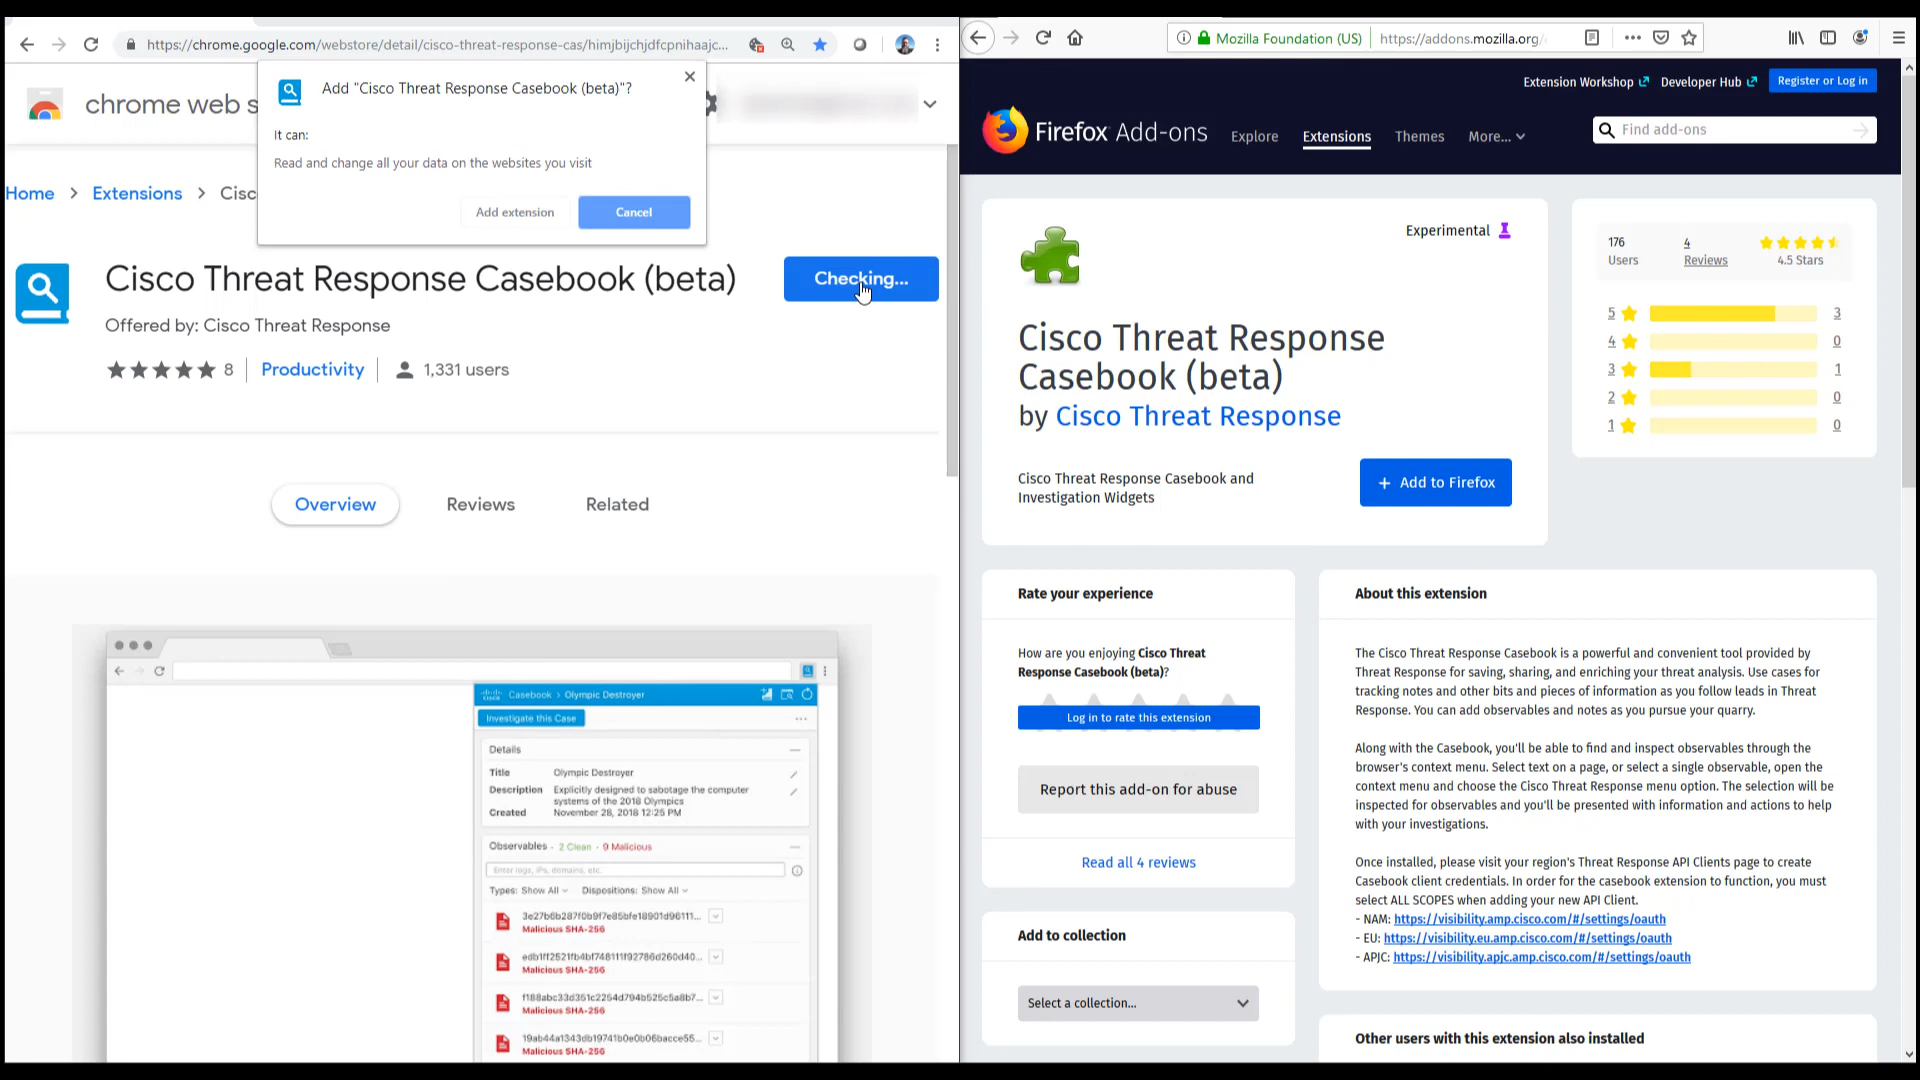 https://chrome.google.com/webstore/detail/cisco-threat-response-cas/himjbijchjdfcpnihaajc...
chrome web s
Add "Cisco Threat Response Casebook (beta)"?
It can:
Read and change all your data on the websites you visit
Add extension
Cancel
Home > Extensions > Cisc
Cisco Threat Response Casebook (beta)
Checking...
Offered by: Cisco Threat Response
8
Productivity
1,331 users
Overview
Reviews
Related
Casebook > Olympic Destroyer
Investigate this Case
Details
Title Olympic Destroyer
Description Explicitly designed to sabotage the computer
systems of the 2018 Olympics
Created November 28, 2018 12:25 PM
Observables - 2 Clean - 9 Malicious
Enter logs, IPs, domains, etc.
Types: Show All Dispositions: Show All
Malicious SHA-256
Malicious SHA-256
Malicious SHA-256
Malicious SHA-256
Mozilla Foundation (US)
https://addons.mozilla.org/
Extension Workshop
Developer Hub
Register or Log in
Firefox Add-ons
Explore
Extensions
Themes
More...
Find add-ons
Experimental
Cisco Threat Response
Casebook (beta)
by Cisco Threat Response
Cisco Threat Response Casebook and
Investigation Widgets
+ Add to Firefox
176
Users
4
Reviews
4.5 Stars
5 3
4 0
3 1
2 0
1 0
Rate your experience
How are you enjoying Cisco Threat
Response Casebook (beta)?
Log in to rate this extension
Report this add-on for abuse
Read all 4 reviews
Add to collection
Select a collection...
About this extension
The Cisco Threat Response Casebook is a powerful and convenient tool provided by
Threat Response for saving, sharing, and enriching your threat analysis. Use cases for
tracking notes and other bits and pieces of information as you follow leads in Threat
Response. You can add observables and notes as you pursue your quarry.
Along with the Casebook, you'll be able to find and inspect observables through the
browser's context menu. Select text on a page, or select a single observable, open the
context menu and choose the Cisco Threat Response menu option. The selection will be
inspected for observables and you'll be presented with information and actions to help
with your investigations.
Once installed, please visit your region's Threat Response API Clients page to create
Casebook client credentials. In order for the casebook extension to function, you must
select ALL SCOPES when adding your new API Client.
- NAM: https://visibility.amp.cisco.com/#/settings/oauth
- EU: https://visibility.eu.amp.cisco.com/#/settings/oauth
- APJC: https://visibility.apjc.amp.cisco.com/#/settings/oauth
Other users with this extension also installed